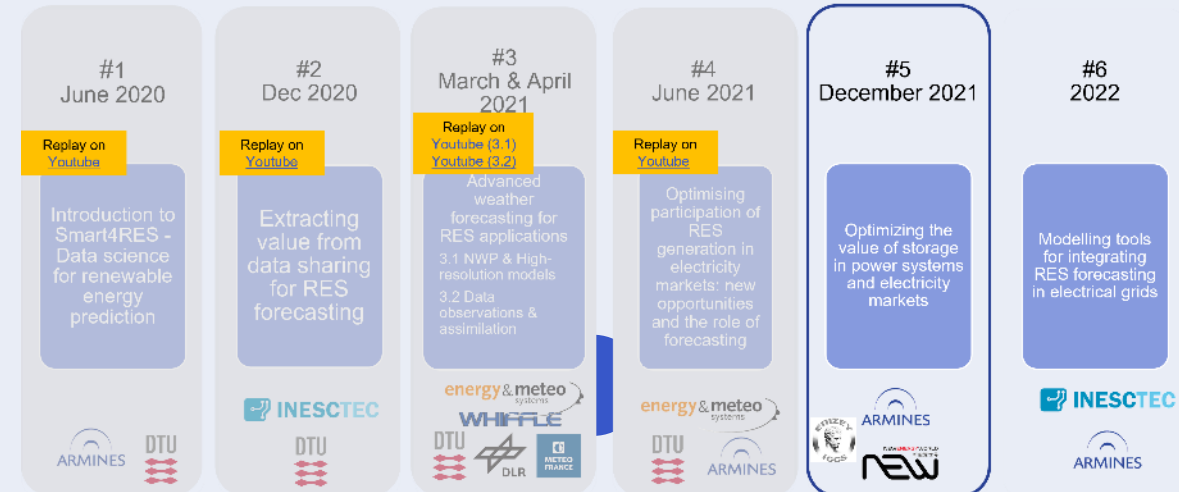 #1
June 2020
Replay on
Youtube
Introduction to
Smart4RES -
Data science
for renewable
energy
prediction
ARMINES
DTU
#2
Dec 2020
Replay on
Youtube
Extracting
value from
data sharing
for RES
forecasting
INESCTEC
DTU
#3
March & April
2021
Replay on
Youtube (3.1)
Youtube (3.2)
Advanced
weather
forecasting for
RES applications
3.1 NWP & High-
resolution models
3.2 Data
observations &
assimilation
energy & meteo
systems
WHIFFLE
DTU
DLR
METEO
FRANCE
#4
June 2021
Replay on
Youtube
Optimising
participation of
RES
generation in
electricity
markets: new
opportunities
and the role of
forecasting
energy & meteo
systems
DTU
ARMINES
#5
December 2021
Optimizing the
value of storage
in power systems
and electricity
markets
ARMINES
NEW
#6
2022
Modelling tools
for integrating
RES forecasting
in electrical grids
INESCTEC
ARMINES